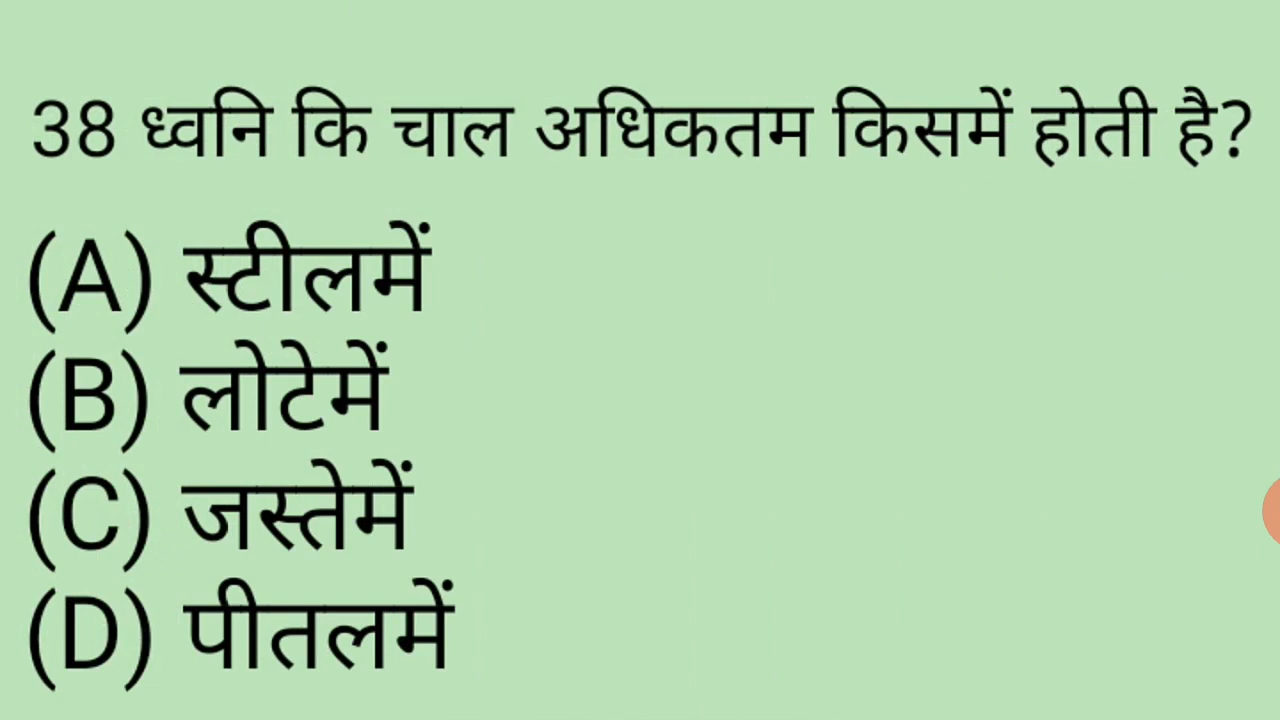 38 ध्वनि कि चाल अधिकतम किसमें होती है?
(A) स्टीलमें
(B) लोटेमें
(C) जस्तेमें
(D) पीतलमें